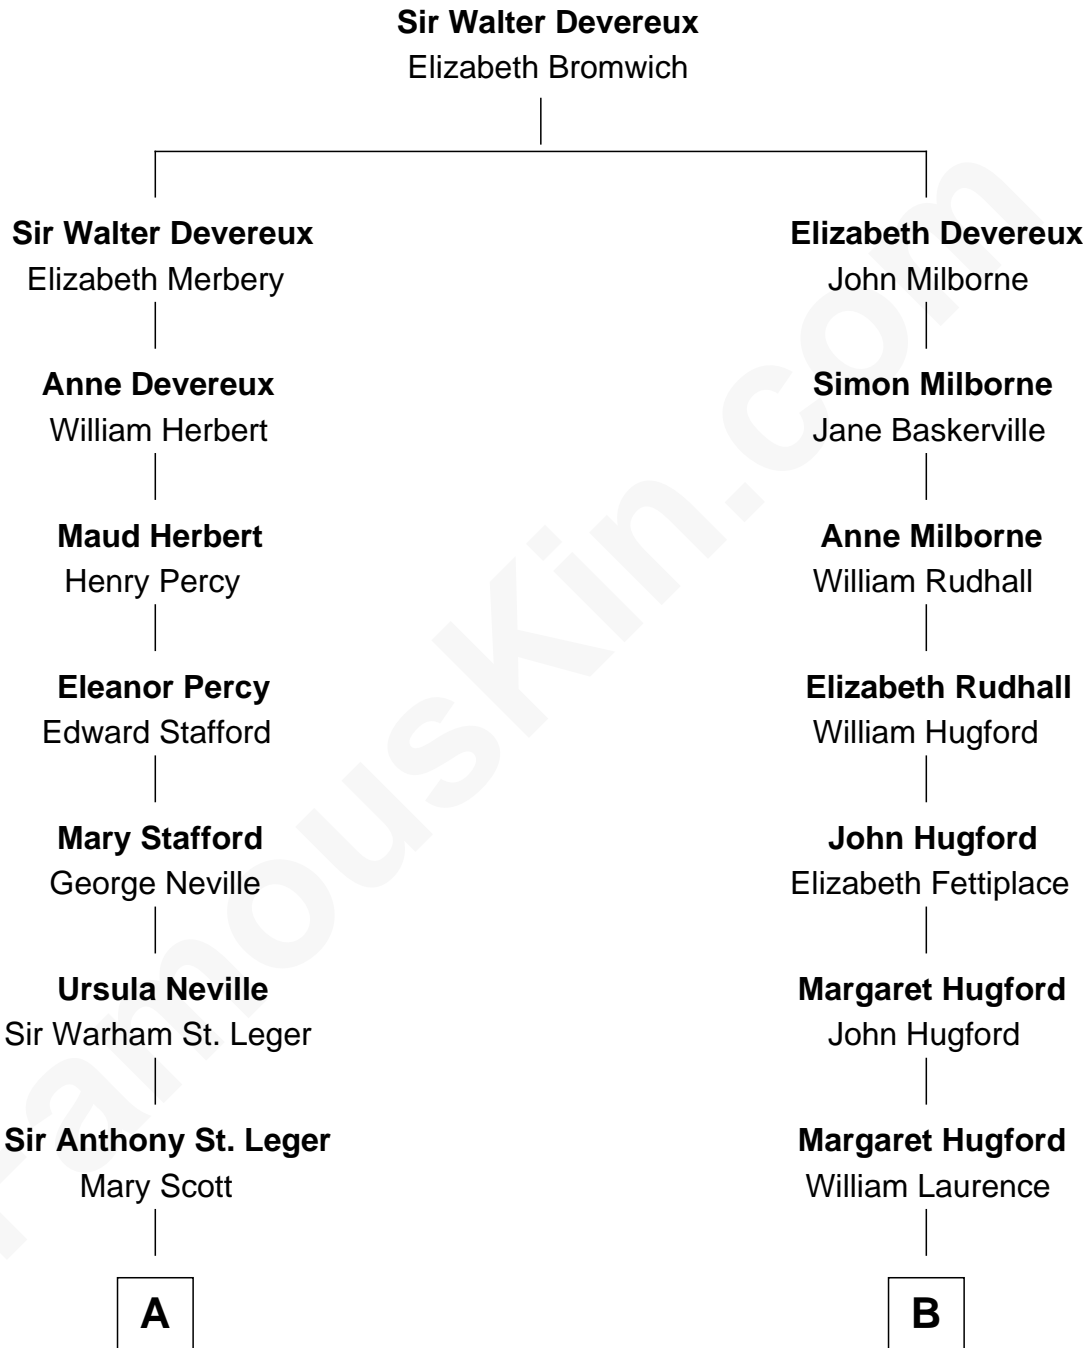 Sir Walter Devereux
Elizabeth Bromwich
Sir Walter Devereux
Elizabeth Merbery
Anne Devereux
William Herbert
Maud Herbert
Henry Percy
Eleanor Percy
Edward Stafford
Mary Stafford
George Neville
Ursula Neville
Sir Warham St. Leger
Sir Anthony St. Leger
Mary Scott
A
Elizabeth Devereux
John Milborne
Simon Milborne
Jane Baskerville
Anne Milborne
William Rudhall
Elizabeth Rudhall
William Hugford
John Hugford
Elizabeth Fettiplace
Margaret Hugford
John Hugford
Margaret Hugford
William Laurence
B
FamousKin.com